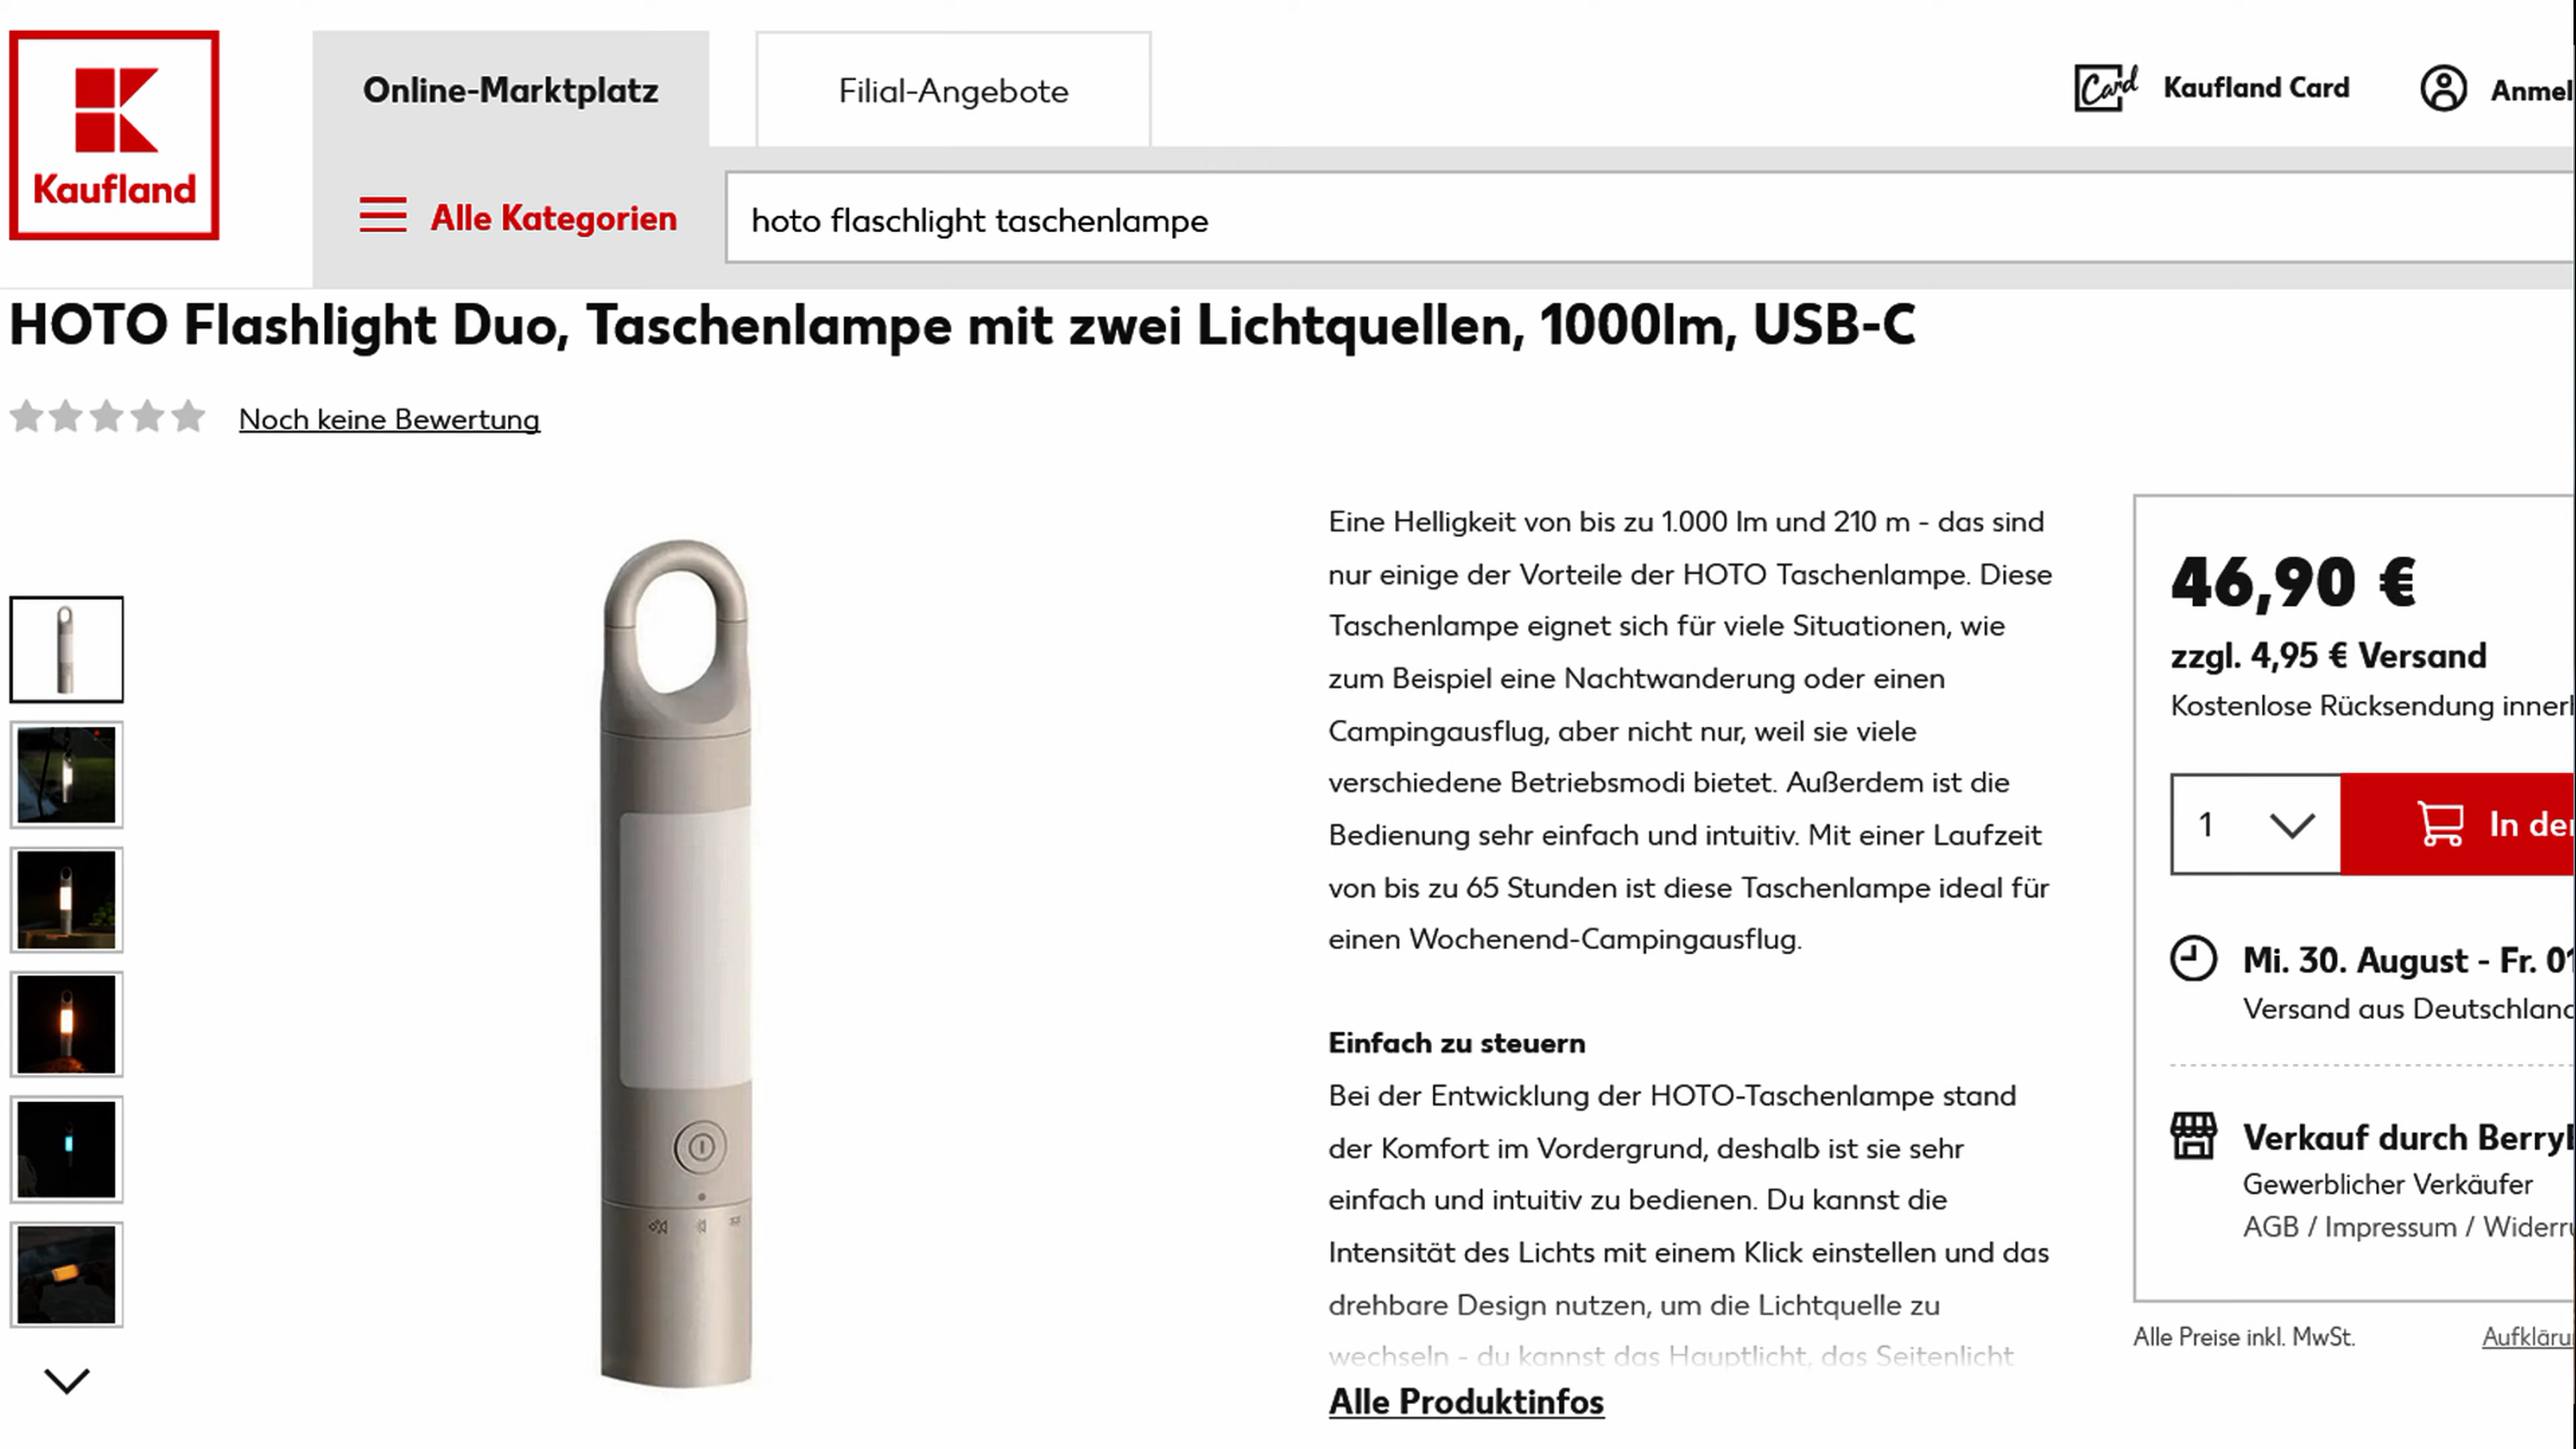 Kaufland
Online-Marktplatz
Filial-Angebote
Card
Kaufland Card
Alle Kategorien
hoto flaschlight taschenlampe
HOTO Flashlight Duo, Taschenlampe mit zwei Lichtquellen, 1000lm, USB-C
Noch keine Bewertung
Eine Helligkeit von bis zu 1.000 lm und 210 m - das sind
nur einige der Vorteile der HOTO Taschenlampe. Diese
Taschenlampe eignet sich für viele Situationen, wie
zum Beispiel eine Nachtwanderung oder einen
Campingausflug, aber nicht nur, weil sie viele
verschiedene Betriebsmodi bietet. Außerdem ist die
Bedienung sehr einfach und intuitiv. Mit einer Laufzeit
von bis zu 65 Stunden ist diese Taschenlampe ideal für
einen Wochenend-Campingausflug.
Einfach zu steuern
Bei der Entwicklung der HOTO-Taschenlampe stand
der Komfort im Vordergrund, deshalb ist sie sehr
einfach und intuitiv zu bedienen. Du kannst die
Intensität des Lichts mit einem Klick einstellen und das
drehbare Design nutzen, um die Lichtquelle zu
wechseln - du kannst das Hauptlicht, das Seitenlicht
Alle Produktinfos
46,90 €
zzgl. 4,95 € Versand
Kostenlose Rücksendung
1
In
Mi. 30. August - Fr.
Versand aus
Verkauf durch
Gewerblicher Verkäufer
AGB / Impressum /
Alle Preise inkl. MwSt.